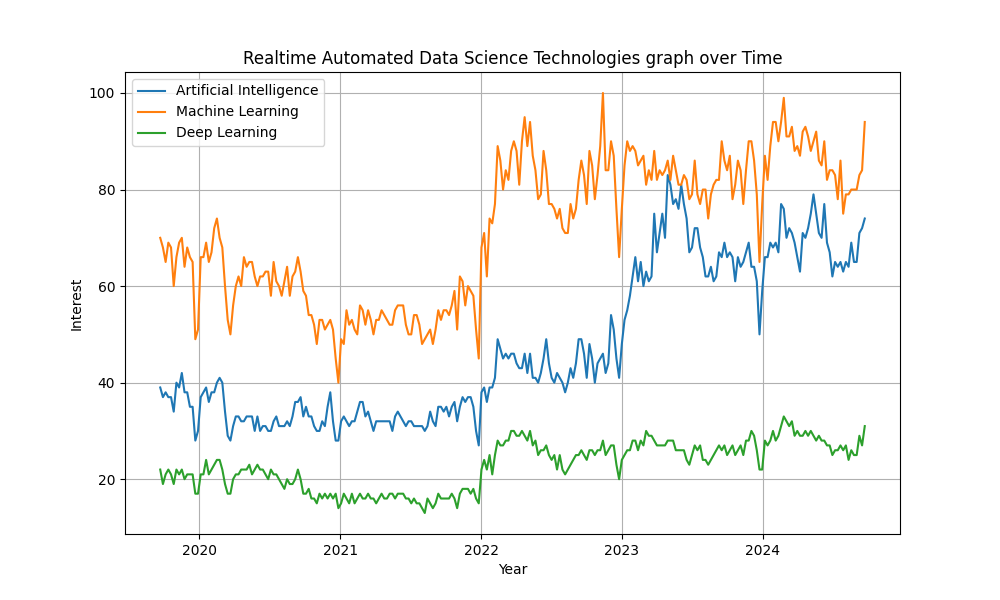 Realtime Automated Data Science Technologies graph over Time
Artificial Intelligence
Machine Learning
Deep Learning
100
80
60
40
20
Interest
2020 2021 2022 2023 2024
Year